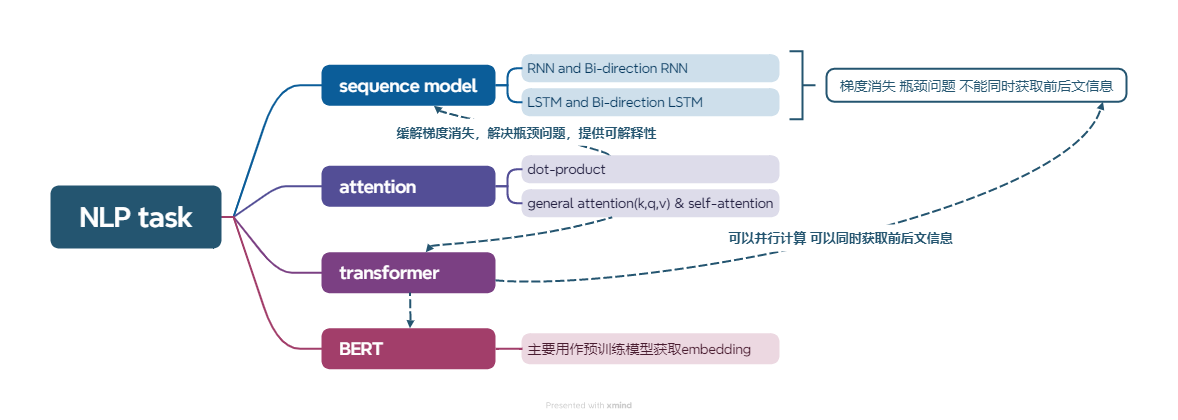 NLP task
sequence model
RNN and Bi-direction RNN
LSTM and Bi-direction LSTM
梯度消失 瓶颈问题 不能同时获取前后文信息
缓解梯度消失，解决瓶颈问题，提供可解释性
attention
dot-product
general attention(k,q,v) & self-attention
可以并行计算 可以同时获取前后文信息
transformer
BERT
主要用作预训练模型获取embedding
Presented with xmind